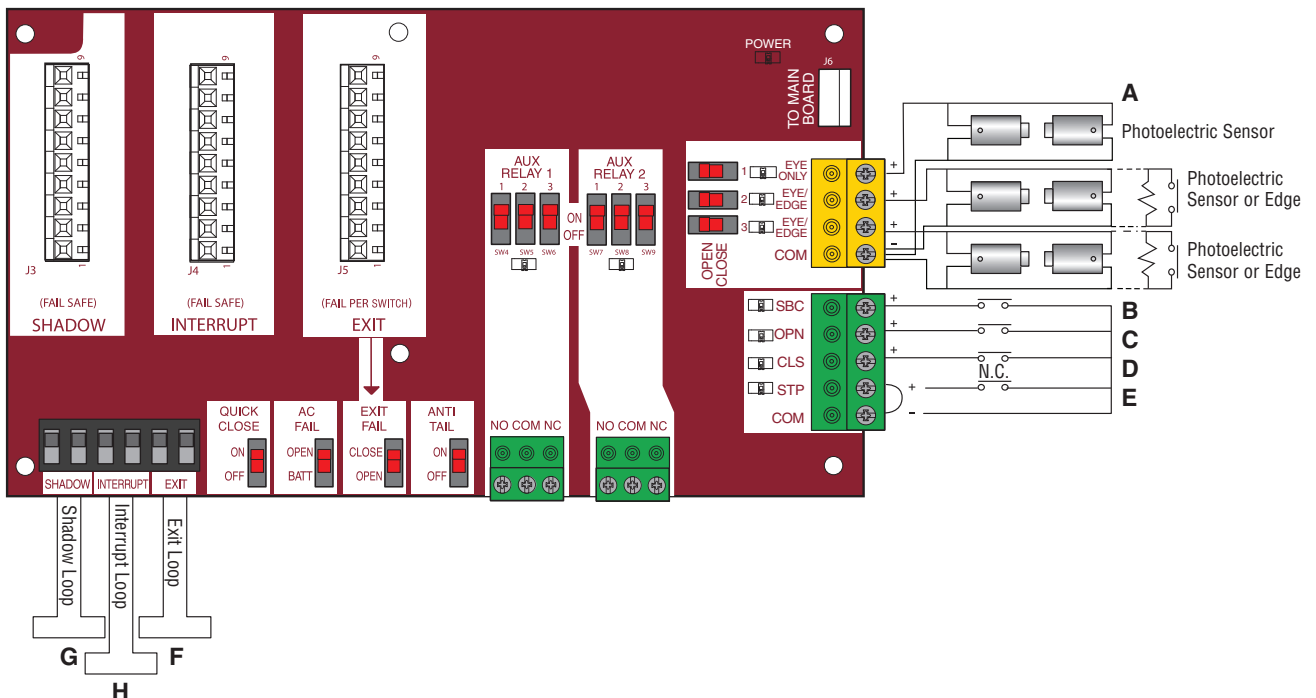 9
J3
1
(FAIL SAFE)
SHADOW
9
J4
1
(FAIL SAFE)
INTERRUPT
9
J5
1
(FAIL PER SWITCH)
EXIT
POWER
J6
TO MAIN
BOARD
AUX
RELAY 1
1 2 3
SW4 SW5 SW6
ON
OFF
AUX
RELAY 2
1 2 3
SW7 SW8 SW9
1
EYE
ONLY
2
EYE/
EDGE
3
EYE/
EDGE
COM
OPEN
CLOSE
+
+
+
-
A
Photoelectric Sensor
Photoelectric
Sensor or Edge
Photoelectric
Sensor or Edge
SBC
+
B
OPN
+
C
CLS
+
D
N.C.
STP
+
E
COM
-
QUICK
CLOSE
ON
OFF
AC
FAIL
OPEN
BATT
EXIT
FAIL
CLOSE
OPEN
ANTI
TAIL
ON
OFF
NO COM NC
NO COM NC
SHADOW
INTERRUPT
EXIT
Shadow Loop
Interrupt Loop
Exit Loop
G
F
H